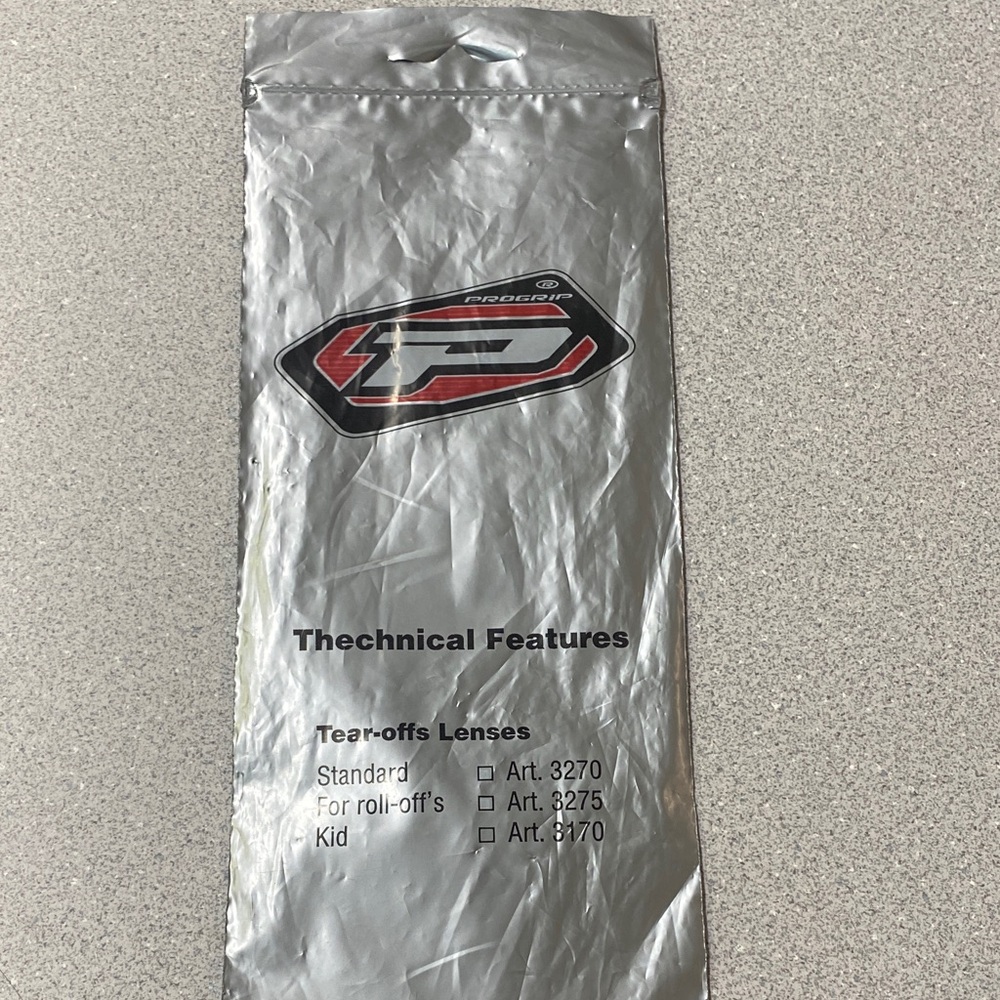 ®
PROGRIP
Thechnical Features
Tear-offs Lenses
Standard □ Art. 3270
For roll-off's □ Art. 3275
Kid □ Art. 3170